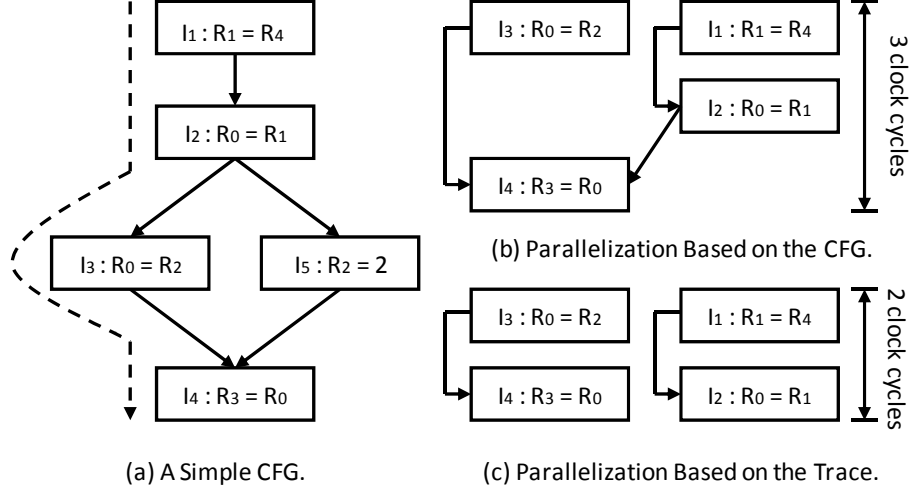 I1 : R1 = R4
I2 : R0 = R1
I3 : R0 = R2
I5 : R2 = 2
I4 : R3 = R0
(a) A Simple CFG.
I3 : R0 = R2
I1 : R1 = R4
I2 : R0 = R1
I4 : R3 = R0
3 clock cycles
(b) Parallelization Based on the CFG.
I3 : R0 = R2
I1 : R1 = R4
I4 : R3 = R0
I2 : R0 = R1
2 clock cycles
(c) Parallelization Based on the Trace.